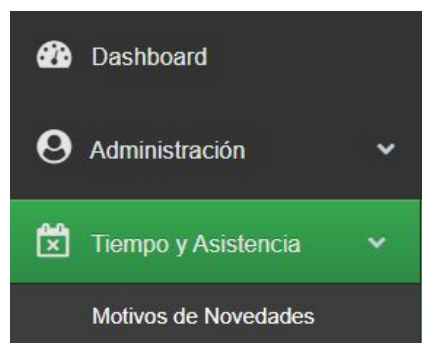 Dashboard
Administración
Tiempo y Asistencia
Motivos de Novedades